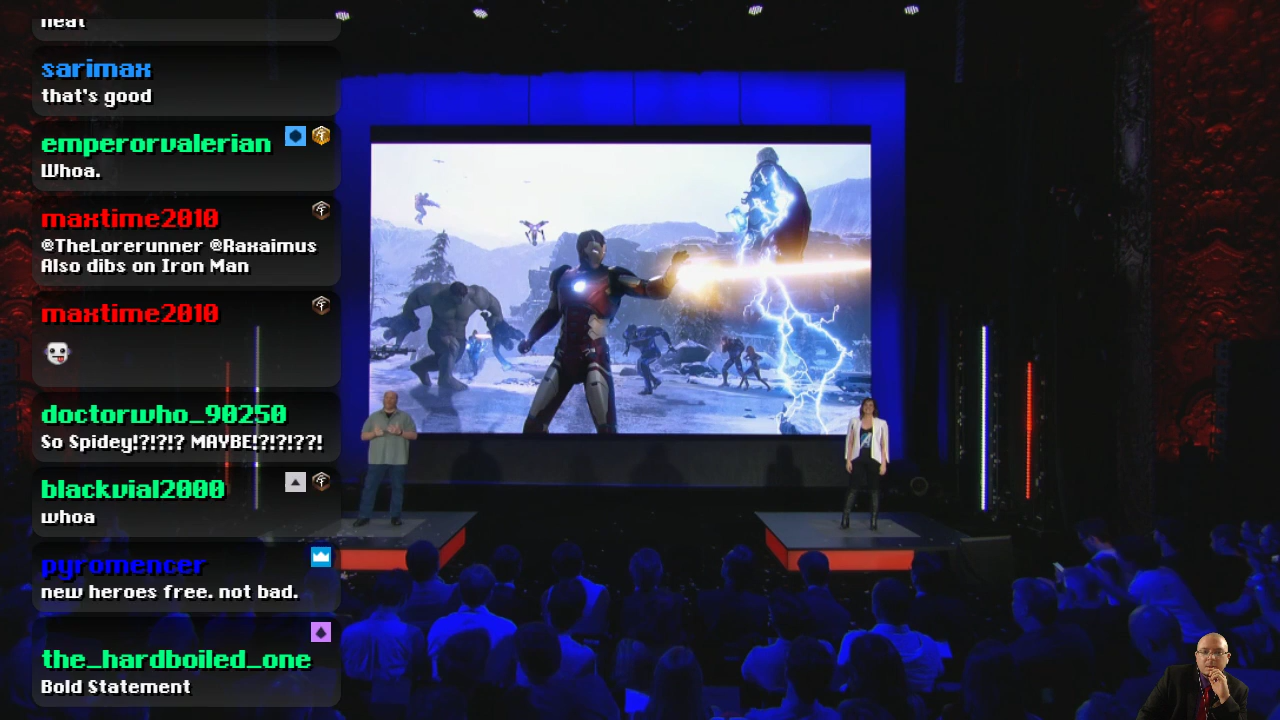 neat
sarimax
that's good
emperorvalerian
Whoa.
maxtime2010
@TheLorerunner @Raxaimus
Also dibs on Iron Man
maxtime2010
doctorwho_90250
So Spidey!?!?!? MAYBE!?!?!??!
blackvial2000
whoa
pyromencer
new heroes free. not bad.
the_hardboiled_one
Bold Statement